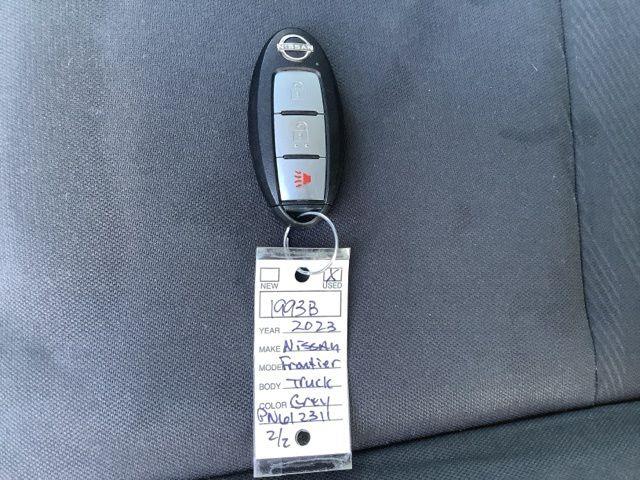 NISSAN
X
NEW USED
1993B
YEAR 2023
MAKE Nissan
MODEL Frontier
BODY Truck
COLOR Grey
PN612311
2/2